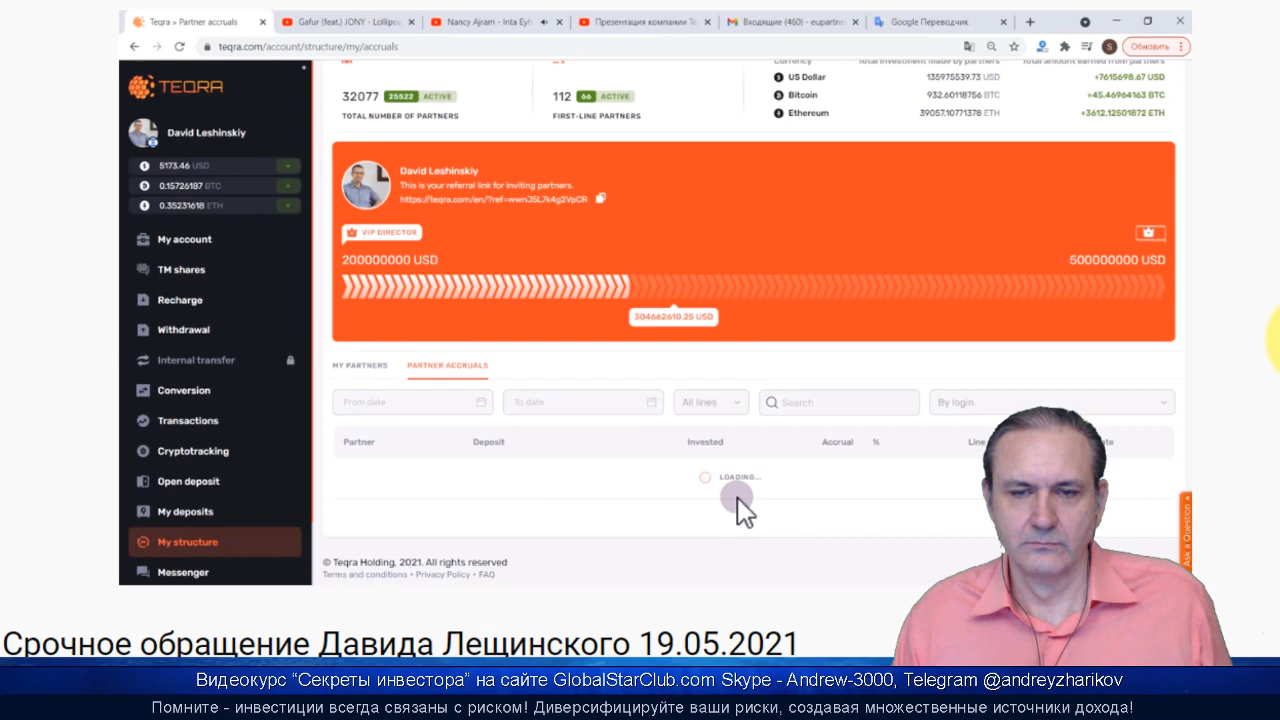 Teqra » Partner accruals
Gafur (feat.) JONY - Lollipop
Nancy Ajram - Inta Eyh
Презентация компании Te
Входящие (460) - eupartne
Google Переводчик
teqra.com/account/structure/my/accruals
Обновить
TEQRA
David Leshinskiy
5173.46 USD
0.15726187 BTC
0.35231618 ETH
My account
TM shares
Recharge
Withdrawal
Internal transfer
Conversion
Transactions
Cryptotracking
Open deposit
My deposits
My structure
Messenger
32077 25522 ACTIVE
TOTAL NUMBER OF PARTNERS
112 66 ACTIVE
FIRST-LINE PARTNERS
Currency Total investment made by partners Total amount earned from partners
US Dollar 135975539.73 USD +7615698.67 USD
Bitcoin 932.60118756 BTC +45.46964163 BTC
Ethereum 39057.10771378 ETH +3612.12501872 ETH
David Leshinskiy
This is your referral link for inviting partners.
https://teqra.com/en/?ref=wwnJ5L7k4g2VpCR
VIP DIRECTOR
200000000 USD 500000000 USD
304662610.25 USD
MY PARTNERS PARTNER ACCRUALS
From date To date All lines Search By login
Partner Deposit Invested Accrual % Line
LOADING...
Ask a Question
© Teqra Holding, 2021. All rights reserved
Terms and conditions • Privacy Policy • FAQ
Срочное обращение Давида Лещинского 19.05.2021
Видеокурс "Секреты инвестора" на сайте GlobalStarClub.com Skype - Andrew-3000, Telegram @andreyzharikov
Помните - инвестиции всегда связаны с риском! Диверсифицируйте ваши риски, создавая множественные источники дохода!